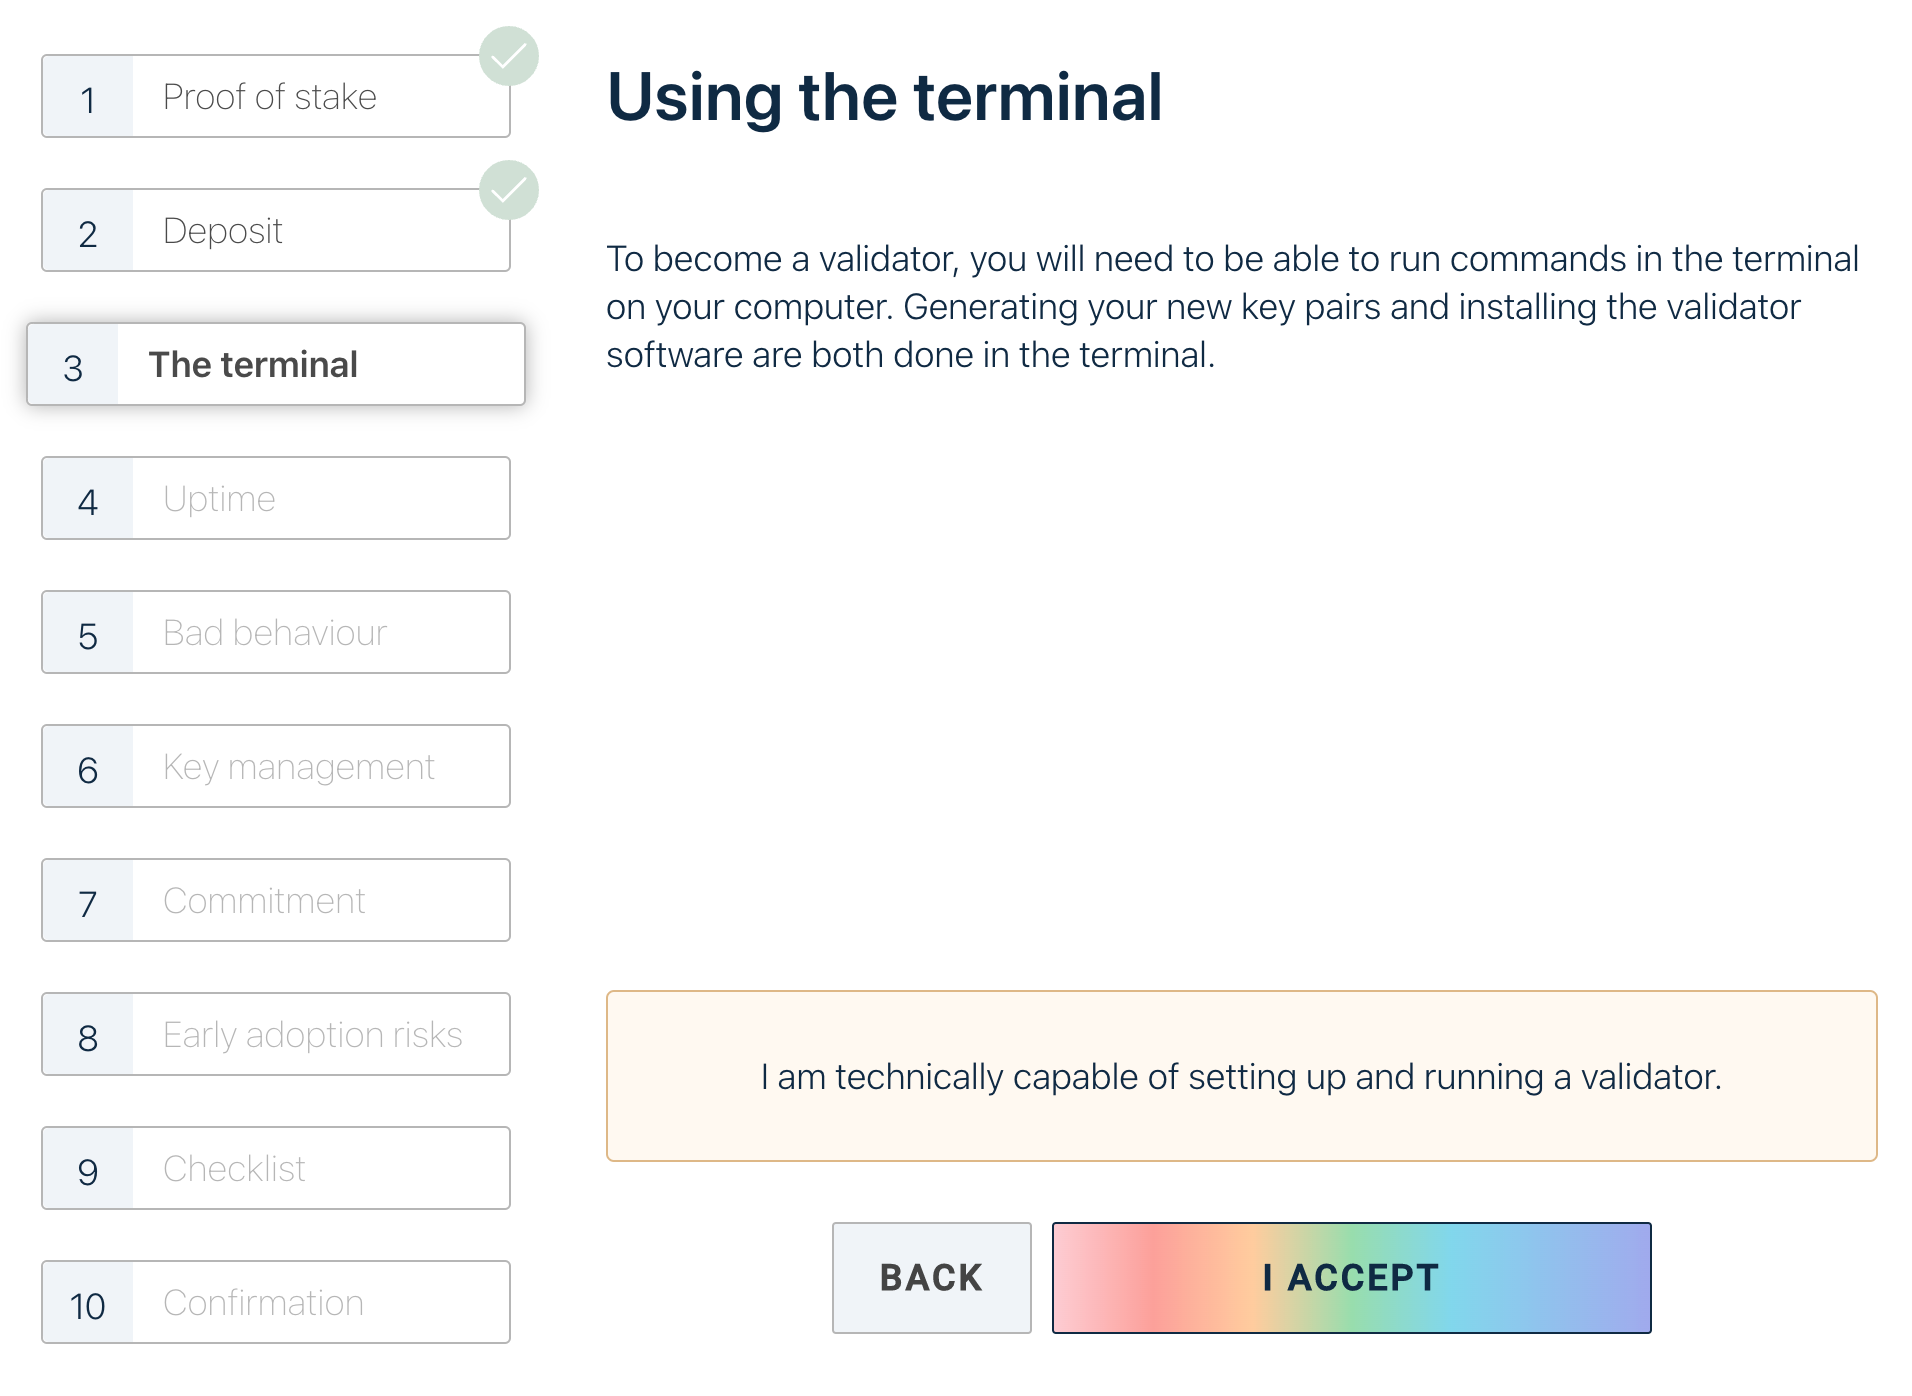 1 Proof of stake
2 Deposit
3 The terminal
4 Uptime
5 Bad behaviour
6 Key management
7 Commitment
8 Early adoption risks
9 Checklist
10 Confirmation
Using the terminal
To become a validator, you will need to be able to run commands in the terminal
on your computer. Generating your new key pairs and installing the validator
software are both done in the terminal.
I am technically capable of setting up and running a validator.
BACK
I ACCEPT